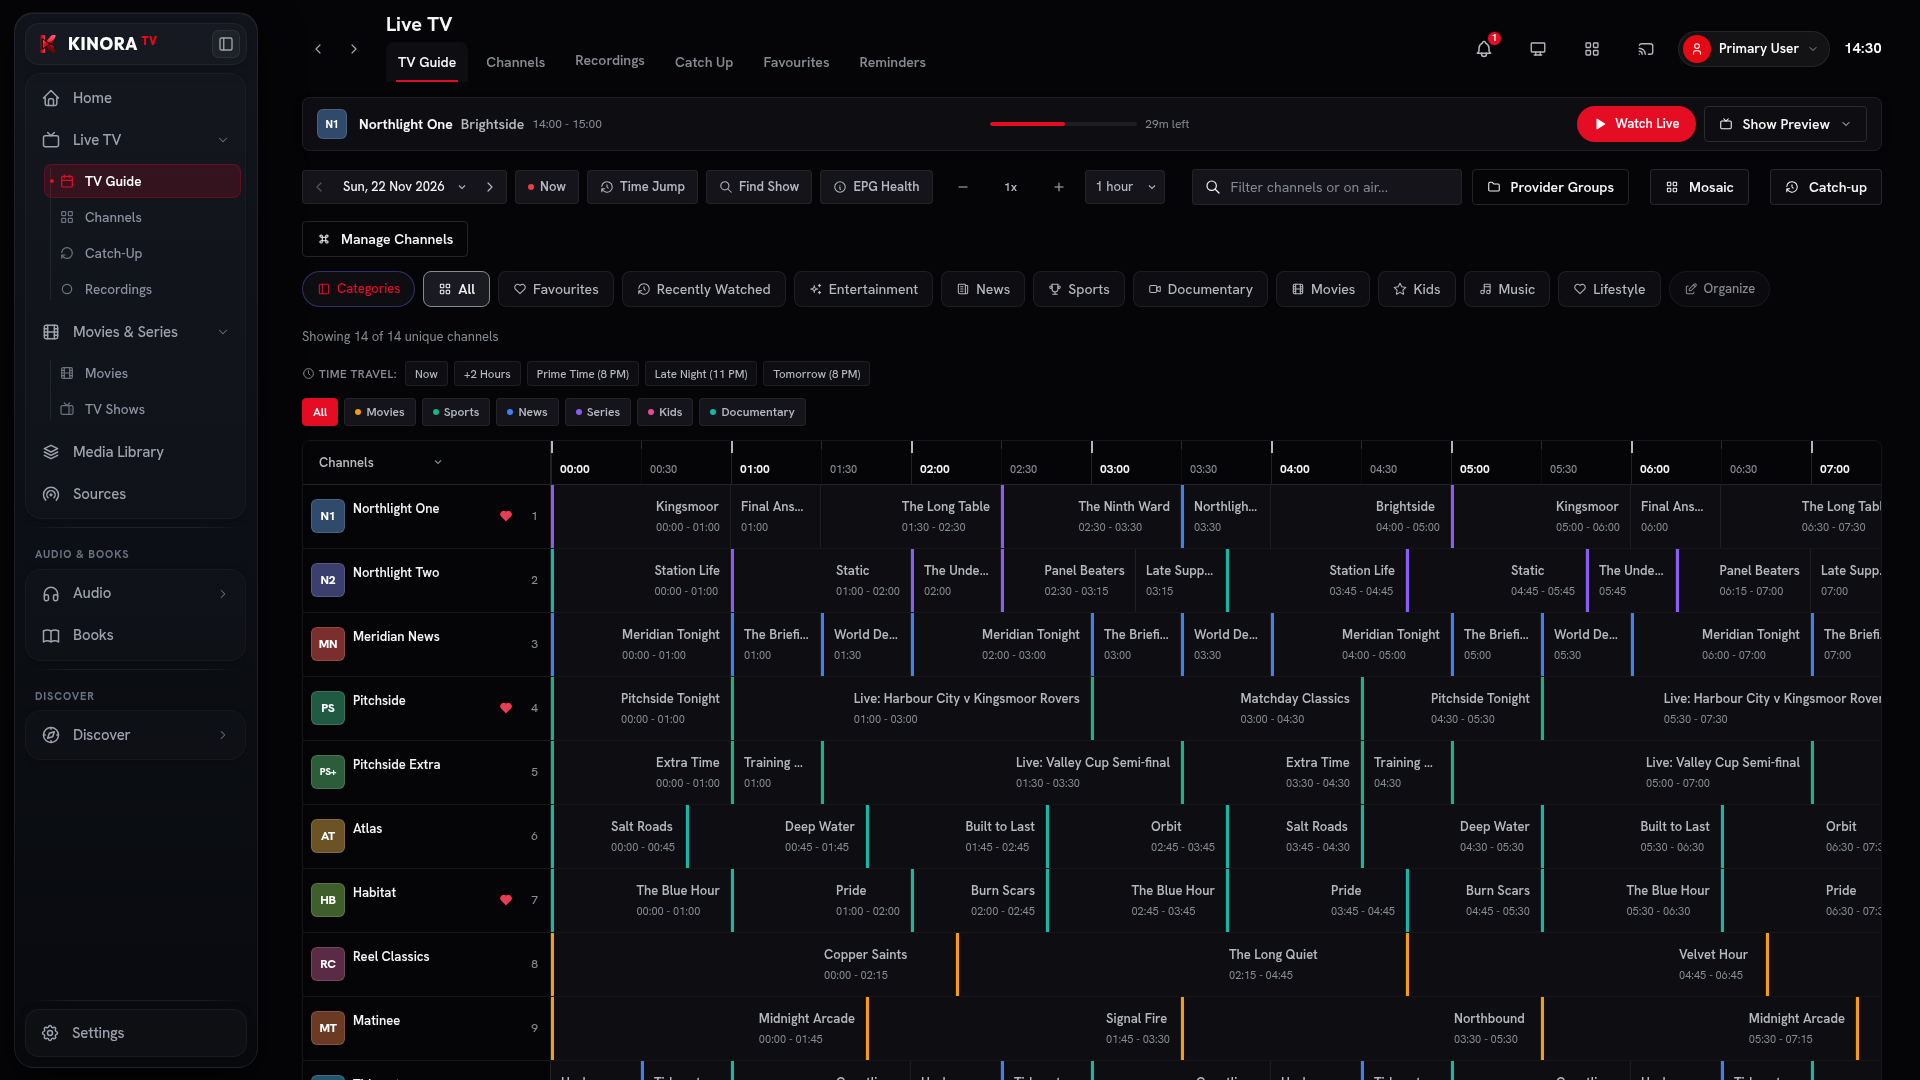 KINORA TV
Home
Live TV
TV Guide
Channels
Catch-Up
Recordings
Movies & Series
Movies
TV Shows
Media Library
Sources
AUDIO & BOOKS
Audio
Books
DISCOVER
Discover
Settings
Live TV
TV Guide Channels Recordings Catch Up Favourites Reminders
1
Primary User
14:30
N1 Northlight One Brightside 14:00 - 15:00
29m left
Watch Live
Show Preview
Sun, 22 Nov 2026
Now
Time Jump
Find Show
EPG Health
1x
1 hour
Filter channels or on air...
Provider Groups
Mosaic
Catch-up
Manage Channels
Categories All Favourites Recently Watched Entertainment News Sports Documentary Movies Kids Music Lifestyle Organize
Showing 14 of 14 unique channels
TIME TRAVEL: Now +2 Hours Prime Time (8 PM) Late Night (11 PM) Tomorrow (8 PM)
All Movies Sports News Series Kids Documentary
Channels 00:00 00:30 01:00 01:30 02:00 02:30 03:00 03:30 04:00 04:30 05:00 05:30 06:00 06:30 07:00
N1 Northlight One 1
Kingsmoor Final Ans... The Long Table The Ninth Ward Northligh... Brightside Kingsmoor Final Ans... The Long Tabl
00:00 - 01:00 01:00 01:30 - 02:30 02:30 - 03:30 03:30 04:00 - 05:00 05:00 - 06:00 06:00 06:30 - 07:30
N2 Northlight Two 2
Station Life Static The Unde... Panel Beaters Late Supp... Station Life Static The Unde... Panel Beaters Late Supp.
00:00 - 01:00 01:00 - 02:00 02:00 02:30 - 03:15 03:15 03:45 - 04:45 04:45 - 05:45 05:45 06:15 - 07:00 07:00
MN Meridian News 3
Meridian Tonight The Briefi... World De... Meridian Tonight The Briefi... World De... Meridian Tonight The Briefi... World De... Meridian Tonight The Briefi.
00:00 - 01:00 01:00 01:30 02:00 - 03:00 03:00 03:30 04:00 - 05:00 05:00 05:30 06:00 - 07:00 07:00
PS Pitchside 4
Pitchside Tonight Live: Harbour City v Kingsmoor Rovers Matchday Classics Pitchside Tonight Live: Harbour City v Kingsmoor Rover
00:00 - 01:00 01:00 - 03:00 03:00 - 04:30 04:30 - 05:30 05:30 - 07:30
PS+ Pitchside Extra 5
Extra Time Training ... Live: Valley Cup Semi-final Extra Time Training ... Live: Valley Cup Semi-final
00:00 - 01:00 01:00 01:30 - 03:30 03:30 - 04:30 04:30 05:00 - 07:00
AT Atlas 6
Salt Roads Deep Water Built to Last Orbit Salt Roads Deep Water Built to Last Orbit
00:00 - 00:45 00:45 - 01:45 01:45 - 02:45 02:45 - 03:45 03:45 - 04:30 04:30 - 05:30 05:30 - 06:30 06:30 - 07:3
HB Habitat 7
The Blue Hour Pride Burn Scars The Blue Hour Pride Burn Scars The Blue Hour Pride
00:00 - 01:00 01:00 - 02:00 02:00 - 02:45 02:45 - 03:45 03:45 - 04:45 04:45 - 05:30 05:30 - 06:30 06:30 - 07:3
RC Reel Classics 8
Copper Saints The Long Quiet Velvet Hour
00:00 - 02:15 02:15 - 04:45 04:45 - 06:45
MT Matinee 9
Midnight Arcade Signal Fire Northbound Midnight Arcade
00:00 - 01:45 01:45 - 03:30 03:30 - 05:30 05:30 - 07:15